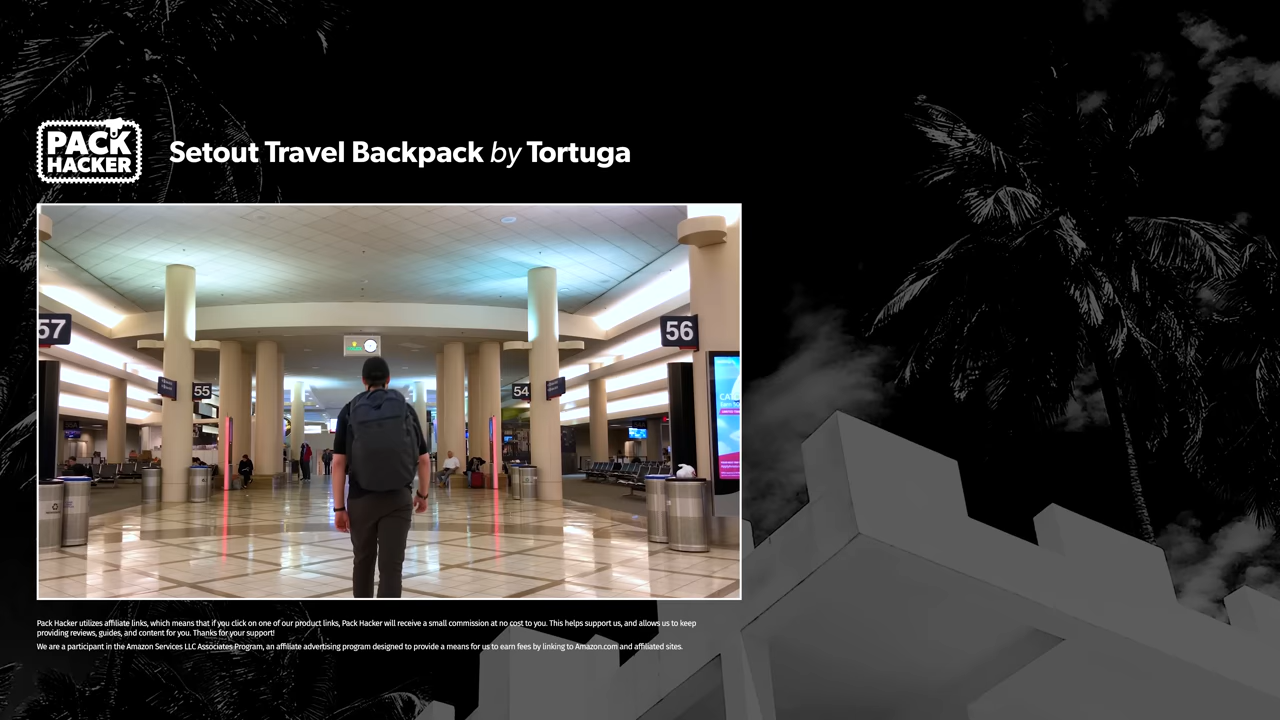 PACK
HACKER
Setout Travel Backpack by Tortuga
57
56
55
54
Pack Hacker utilizes affiliate links, which means that if you click on one of our product links, Pack Hacker will receive a small commission at no cost to you. This helps support us, and allows us to keep
providing reviews, guides, and content for you. Thanks for your support!
We are a participant in the Amazon Services LLC Associates Program, an affiliate advertising program designed to provide a means for us to earn fees by linking to Amazon.com and affiliated sites.